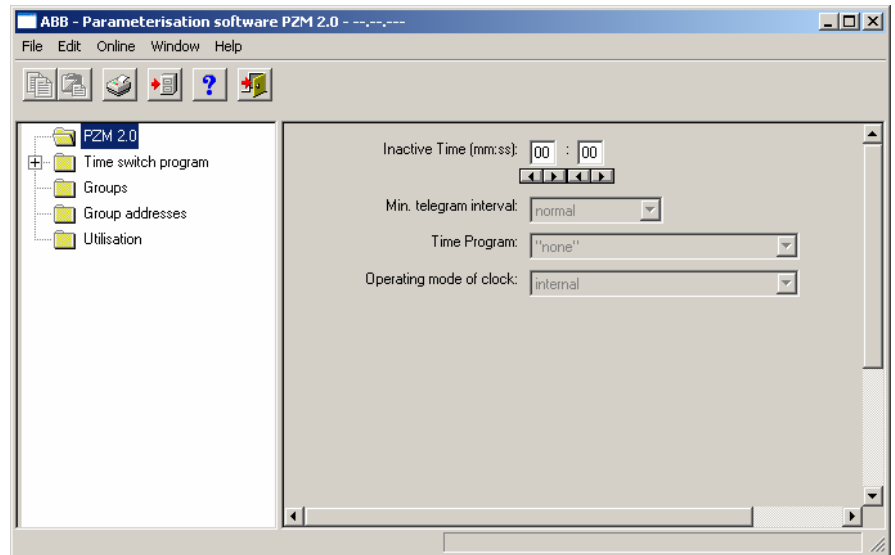 ABB - Parameterisation software PZM 2.0 - --.--.---
File Edit Online Window Help
?
PZM 2.0
Time switch program
Groups
Group addresses
Utilisation
Inactive Time (mm:ss): 00 : 00
Min. telegram interval: normal
Time Program: "none"
Operating mode of clock: internal